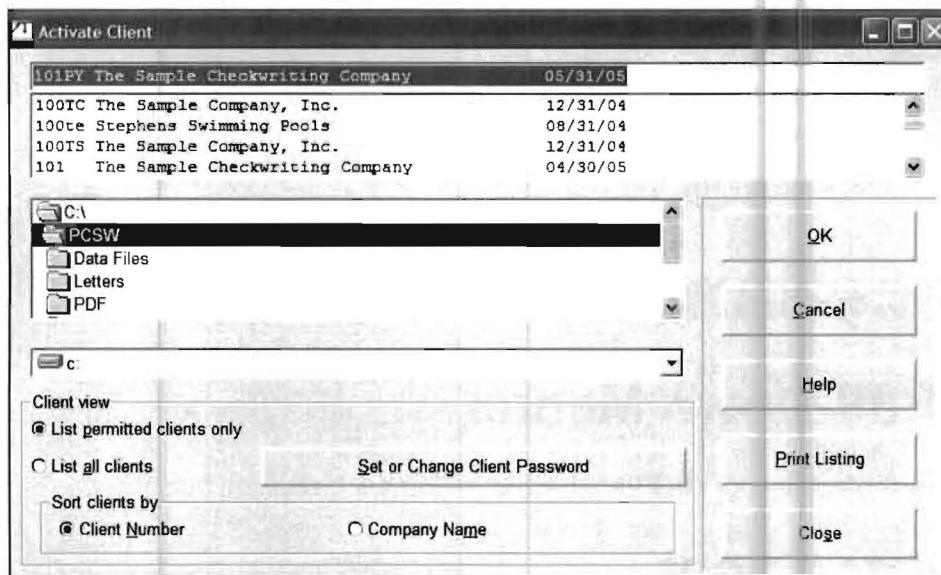 Activate Client
101PY The Sample Checkwriting Company 05/31/05
100TC The Sample Company, Inc. 12/31/04
100te Stephens Swimming Pools 08/31/04
100TS The Sample Company, Inc. 12/31/04
101 The Sample Checkwriting Company 04/30/05
C:\
PCSW
Data Files
Letters
PDF
c:
Client view
List permitted clients only
List all clients
Set or Change Client Password
Sort clients by
Client Number
Company Name
OK
Cancel
Help
Print Listing
Close